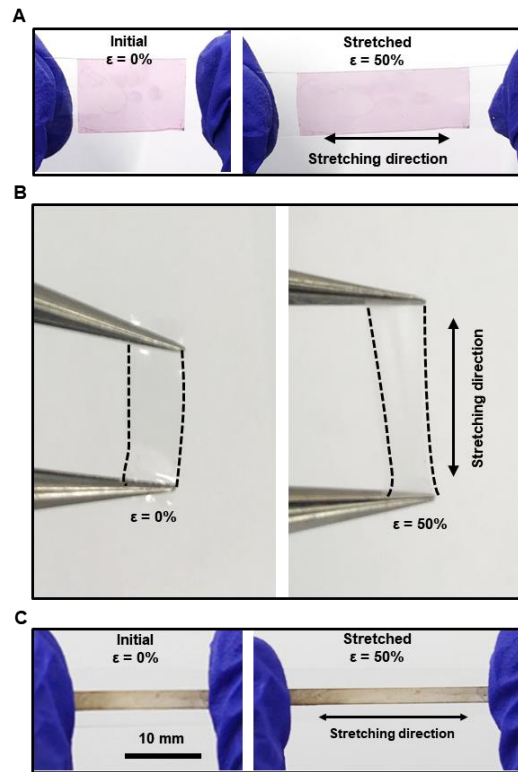 A
Initial
ε = 0%
Stretched
ε = 50%
Stretching direction
B
ε = 0%
ε = 50%
Stretching direction
C
Initial
ε = 0%
Stretched
ε = 50%
10 mm
Stretching direction